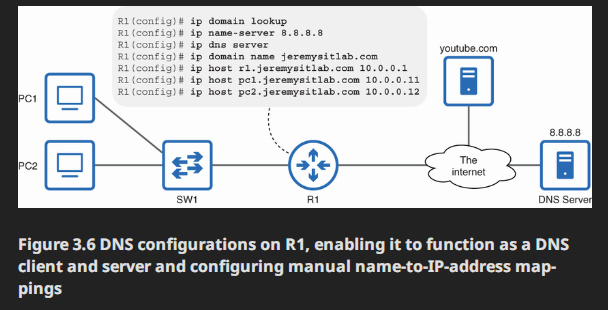 R1(config)# ip domain lookup
R1(config)# ip name-server 8.8.8.8
R1(config)# ip dns server
R1(config)# ip domain name jeremysitlab.com
R1(config)# ip host r1.jeremysitlab.com 10.0.0.1
R1(config)# ip host pc1.jeremysitlab.com 10.0.0.11
R1(config)# ip host pc2.jeremysitlab.com 10.0.0.12
youtube.com
PC1
8.8.8.8
PC2
The
internet
SW1
R1
DNS Server
Figure 3.6 DNS configurations on R1, enabling it to function as a DNS
client and server and configuring manual name-to-IP-address map-
pings